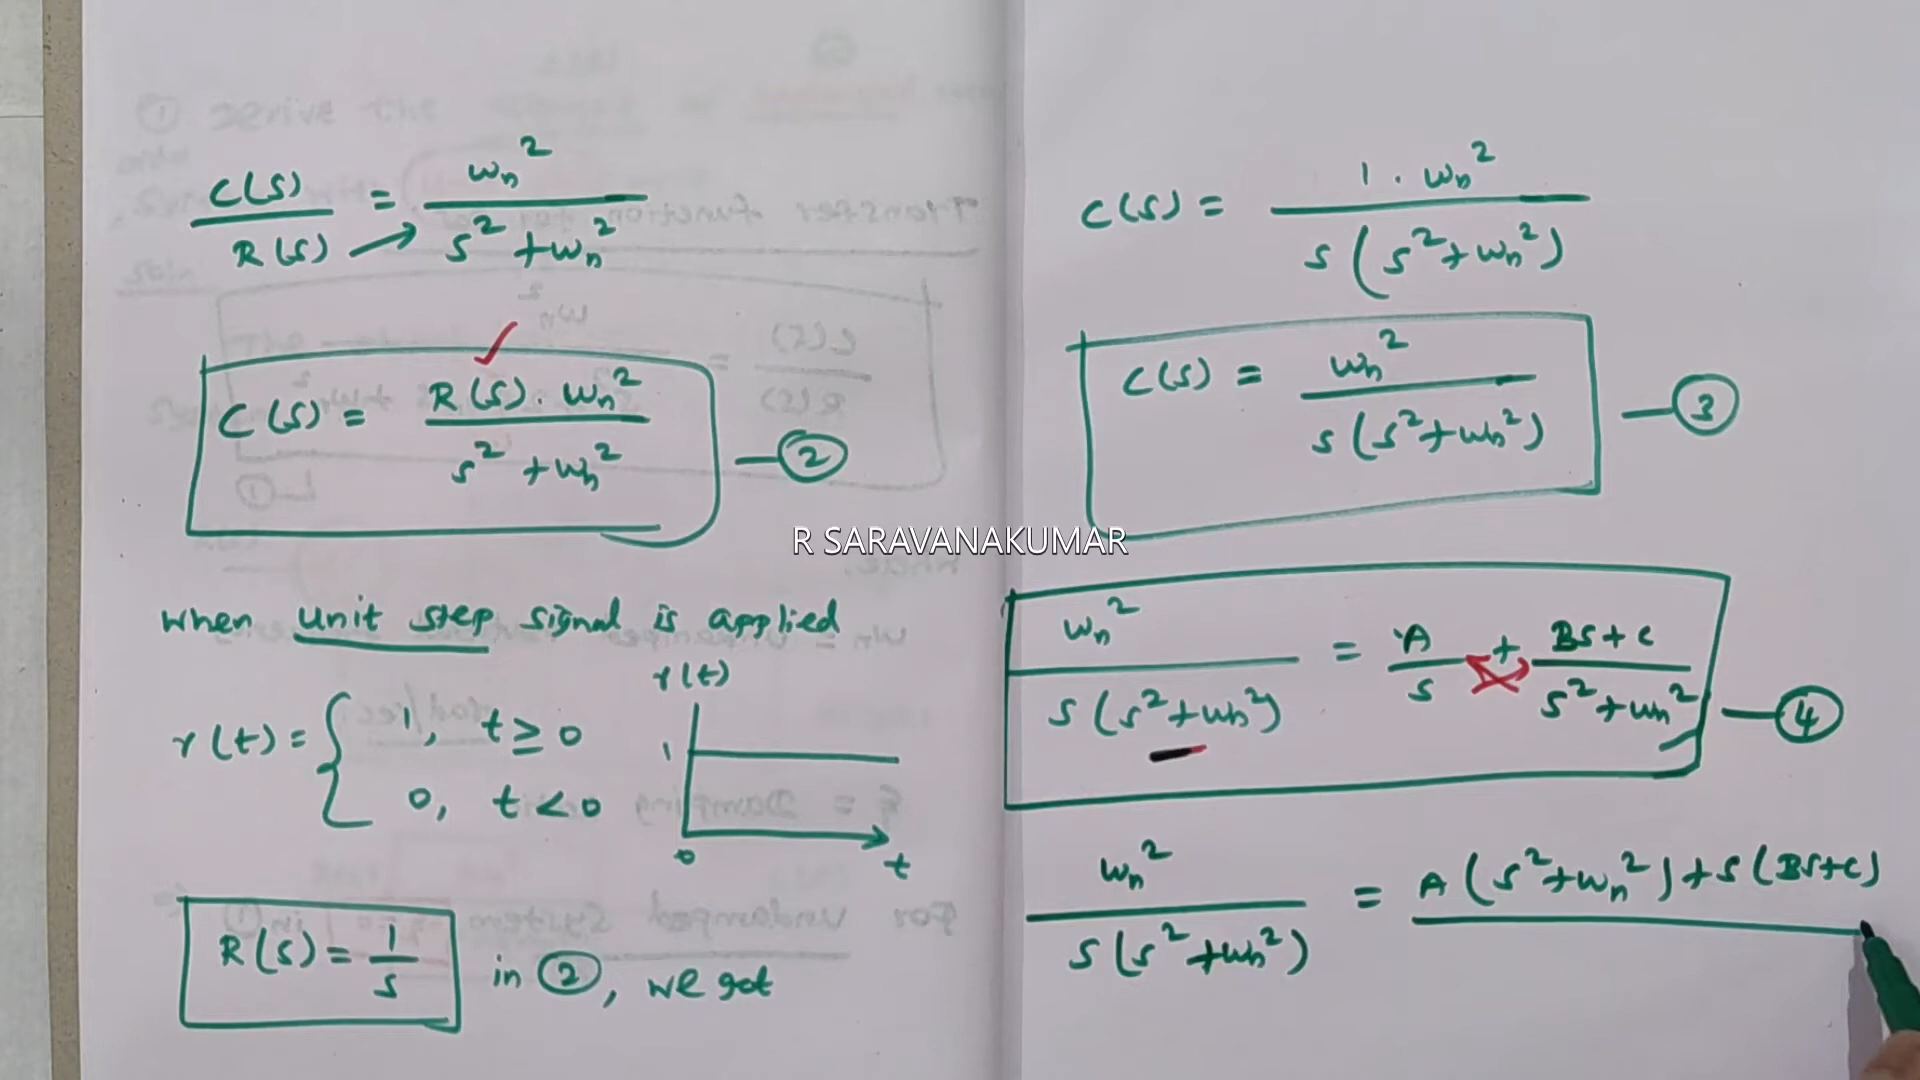 C(S)/R(S) = ωn²/(s² + ωn²)
C(S) = R(S) · ωn²/(s² + ωn²) — ②
when unit step signal is applied
r(t) = { 1, t ≥ 0
0, t < 0
r(t)
1
0
t
R(S) = 1/s in ②, we get
C(S) = 1 · ωn²/(s(s² + ωn²))
C(S) = ωn²/(s(s² + ωn²)) — ③
ωn²/(s(s² + ωn²)) = A/s + (Bs + C)/(s² + ωn²) — ④
ωn²/(s(s² + ωn²)) = A(s² + ωn²) + s(Bs + C)
R SARAVANAKUMAR